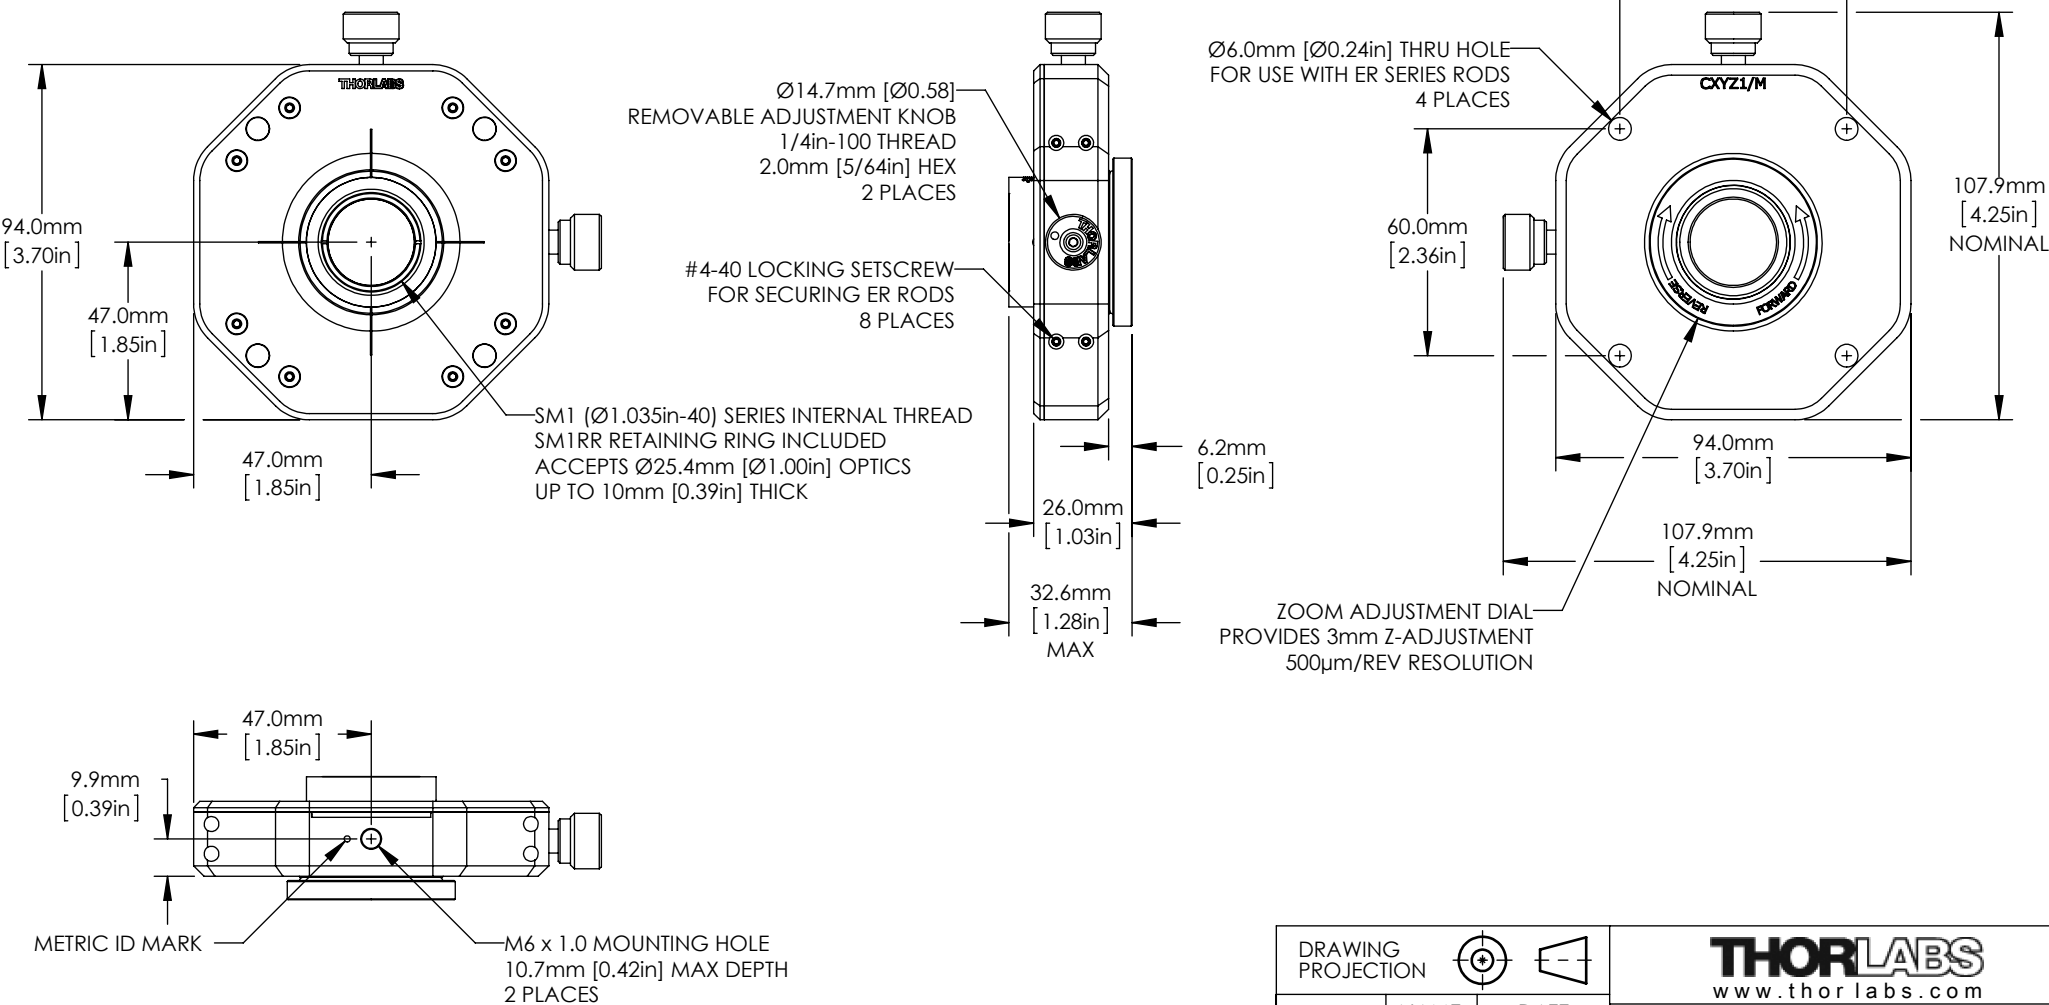 THORLABS
94.0mm
[3.70in]
47.0mm
[1.85in]
47.0mm
[1.85in]
SM1 (Ø1.035in-40) SERIES INTERNAL THREAD
SM1RR RETAINING RING INCLUDED
ACCEPTS Ø25.4mm [Ø1.00in] OPTICS
UP TO 10mm [0.39in] THICK
Ø14.7mm [Ø0.58]
REMOVABLE ADJUSTMENT KNOB
1/4in-100 THREAD
2.0mm [5/64in] HEX
2 PLACES
#4-40 LOCKING SETSCREW
FOR SECURING ER RODS
8 PLACES
THORLABS
6.2mm
[0.25in]
26.0mm
[1.03in]
32.6mm
[1.28in]
MAX
Ø6.0mm [Ø0.24in] THRU HOLE
FOR USE WITH ER SERIES RODS
4 PLACES
CXYZ1/M
60.0mm
[2.36in]
REVERSE
FORWARD
107.9mm
[4.25in]
NOMINAL
94.0mm
[3.70in]
107.9mm
[4.25in]
NOMINAL
ZOOM ADJUSTMENT DIAL
PROVIDES 3mm Z-ADJUSTMENT
500µm/REV RESOLUTION
47.0mm
[1.85in]
9.9mm
[0.39in]
METRIC ID MARK
M6 x 1.0 MOUNTING HOLE
10.7mm [0.42in] MAX DEPTH
2 PLACES
DRAWING
PROJECTION
THORLABS
www.thorlabs.com